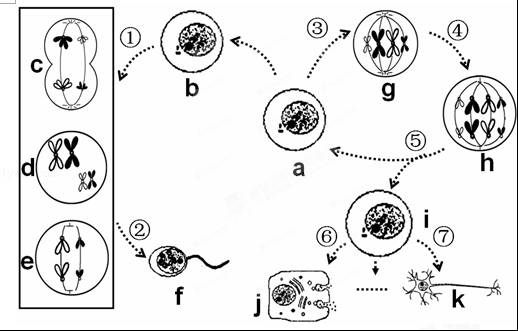 ① ③ ④
c b g
a h
d ⑤
② ⑥ i ⑦
e f j k